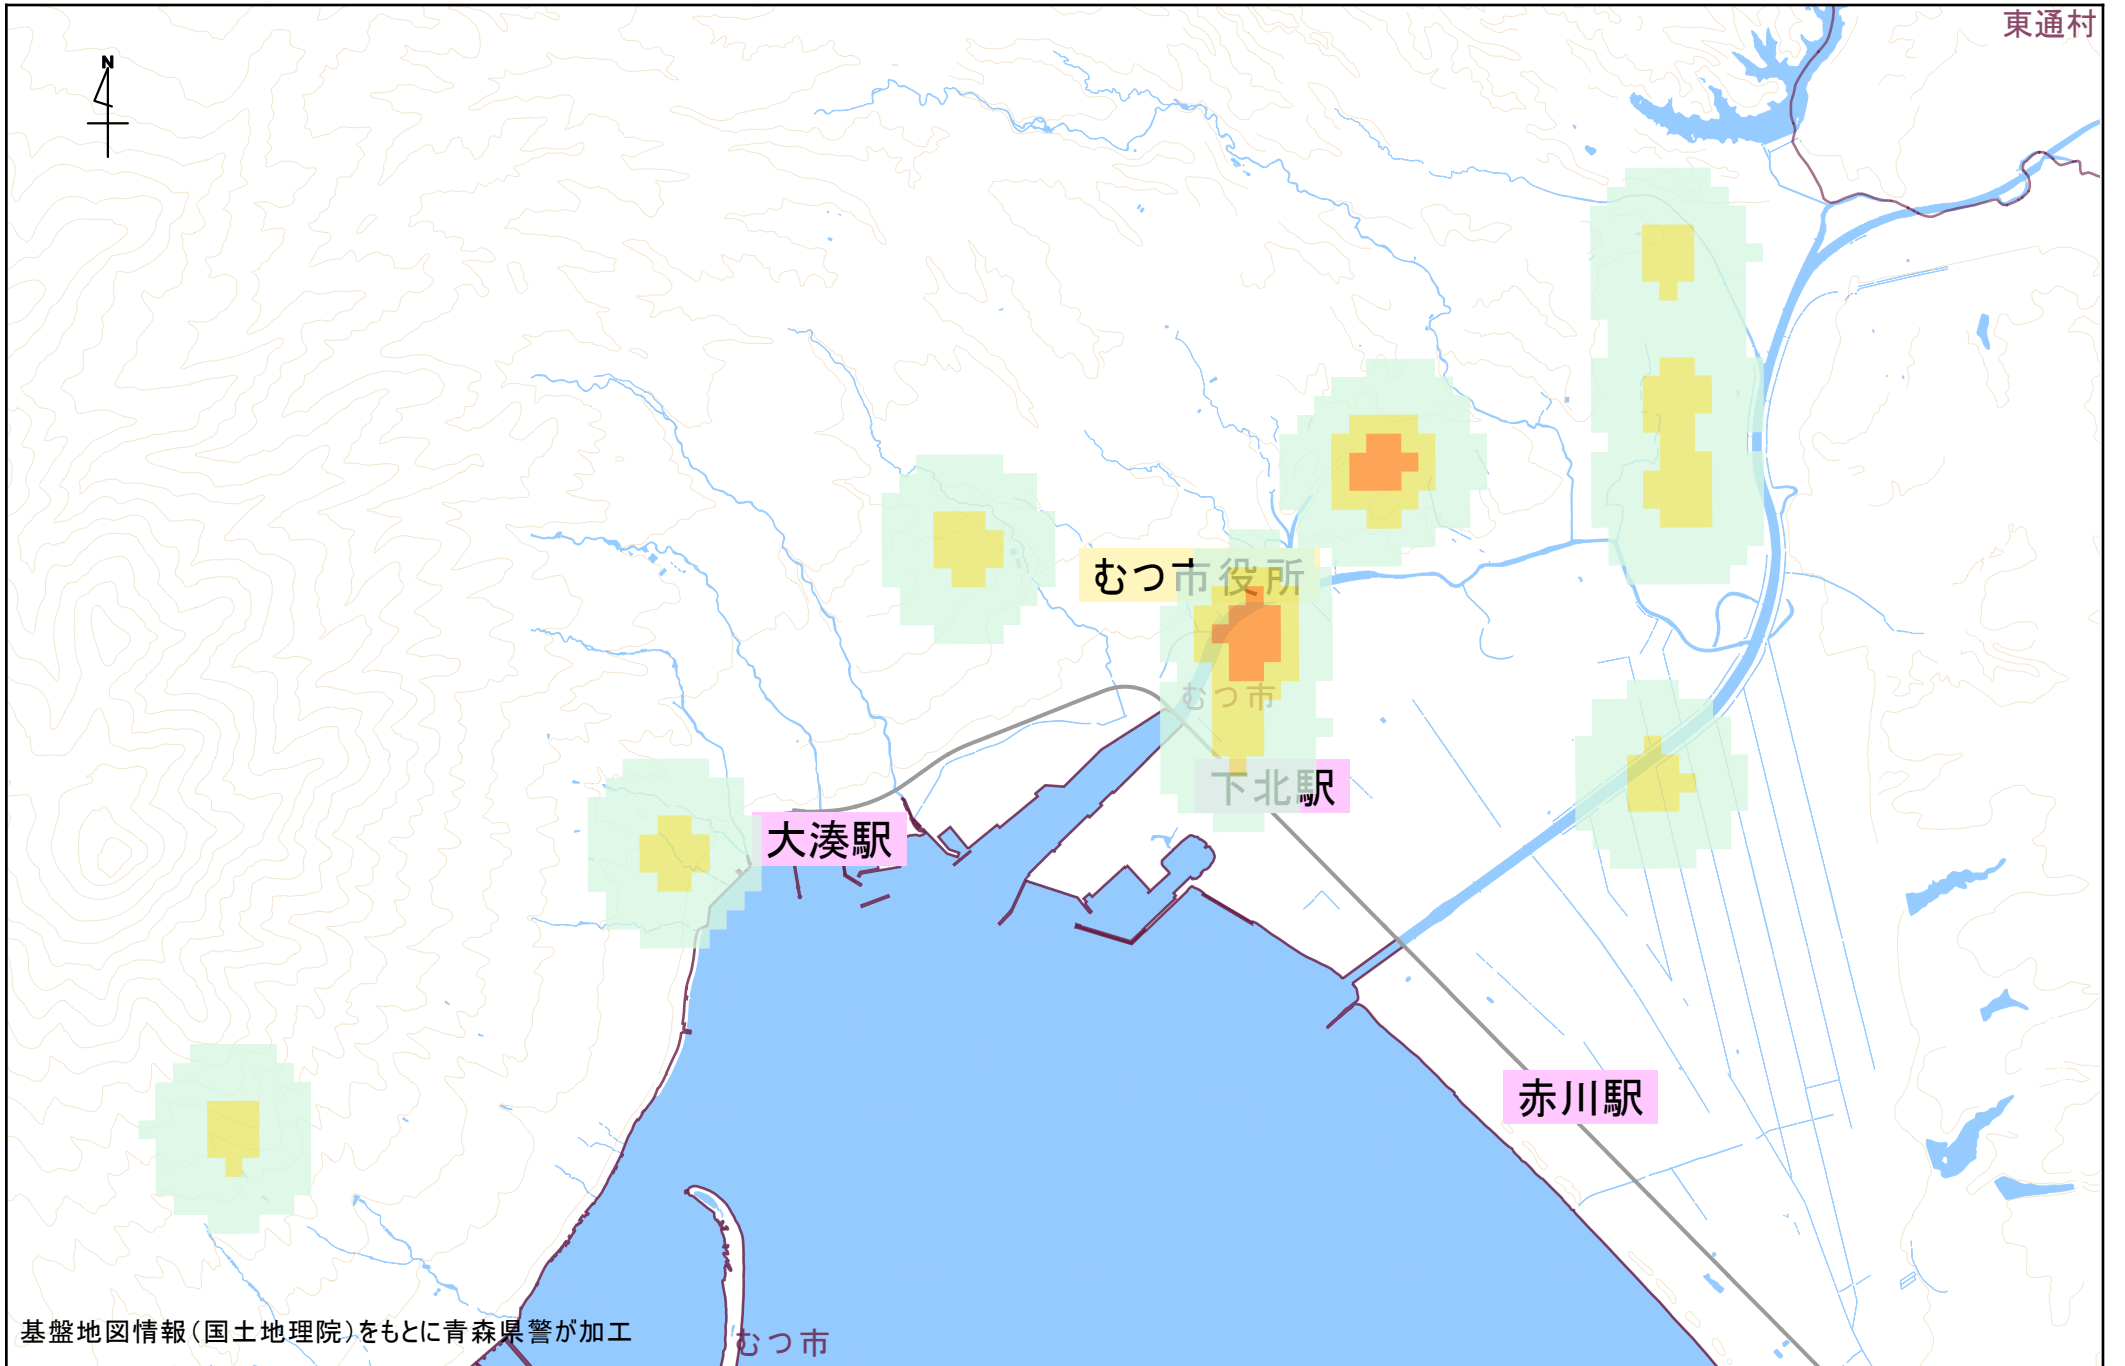 東通村
N
むつ市役所
むつ市
下北駅
大湊駅
赤川駅
基盤地図情報(国土地理院)をもとに青森県警が加工
むつ市